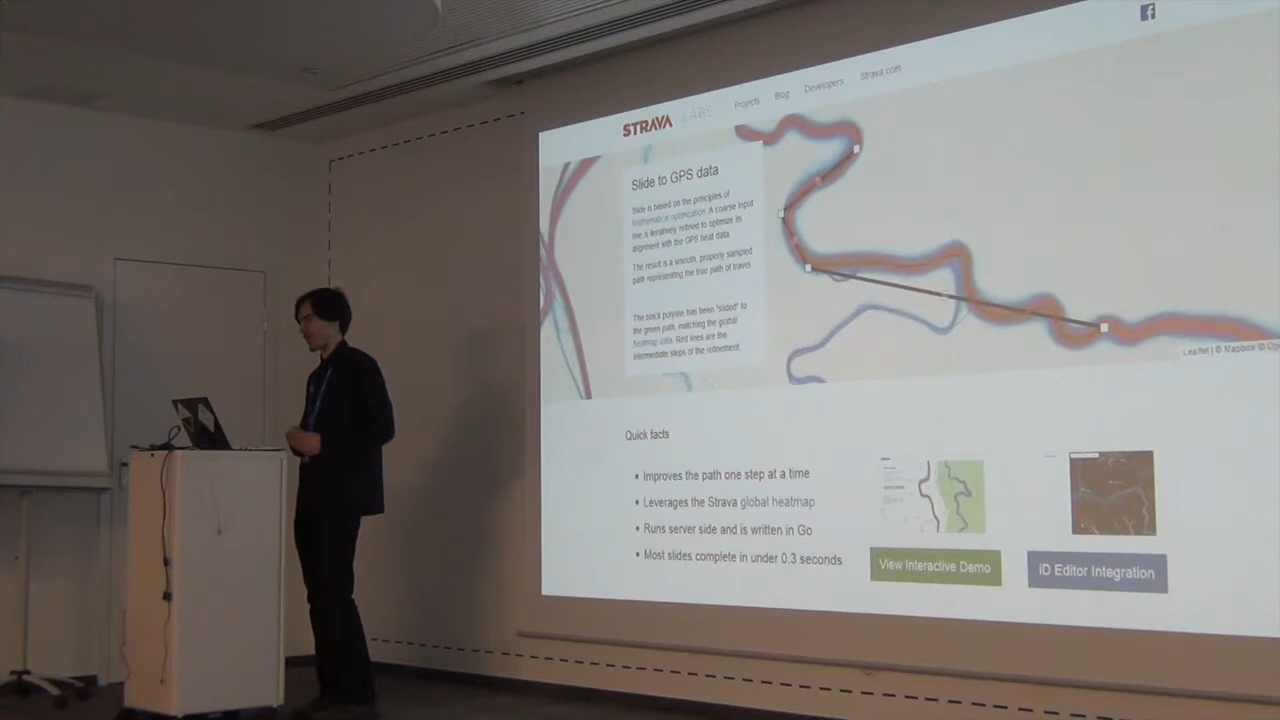 STRAVA LABS
Projects
Blog
Developers
Strava.com
Slide to GPS data
Slide is based on the principles of
Mathematical optimization. A coarse input
line is iteratively refined to optimize its
alignment with the GPS heat data.
The result is a smooth, properly sampled
path representing the true path of travel.
The black polyline has been "slided" to
the green path, matching the global
heatmap data. Red lines are the
intermediate steps of the refinement.
Leaflet | © Mapbox © Op
Quick facts
• Improves the path one step at a time
• Leverages the Strava global heatmap
• Runs server side and is written in Go
• Most slides complete in under 0.3 seconds
View Interactive Demo
iD Editor Integration